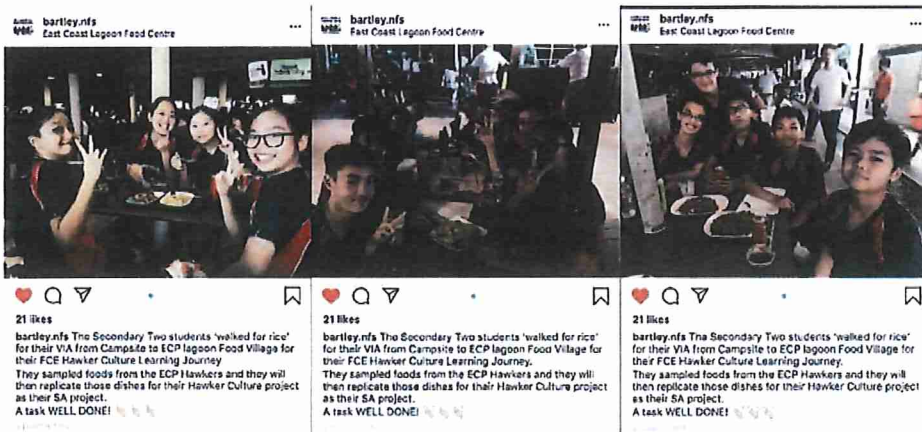 bartley.nfs
East Coast Lagoon Food Centre
21 likes
bartley.nfs The Secondary Two students 'walked for rice'
for their VIA from Campsite to ECP lagoon Food Village for
their FCE Hawker Culture Learning Journey
They sampled foods from the ECP Hawkers and they will
then replicate those dishes for their Hawker Culture project
as their SA project.
A task WELL DONE!
bartley.nfs
East Coast Lagoon Food Centre
21 likes
bartley.nfs The Secondary Two students 'walked for rice'
for their VIA from Campsite to ECP lagoon Food Village for
their FCE Hawker Culture Learning Journey.
They sampled foods from the ECP Hawkers and they will
then replicate those dishes for their Hawker Culture project
as their SA project.
A task WELL DONE!
bartley.nfs
East Coast Lagoon Food Centre
21 likes
bartley.nfs The Secondary Two students 'walked for rice'
for their VIA from Campsite to ECP lagoon Food Village for
their FCE Hawker Culture Learning Journey.
They sampled foods from the ECP Hawkers and they will
then replicate those dishes for their Hawker Culture project
as their SA project.
A task WELL DONE!